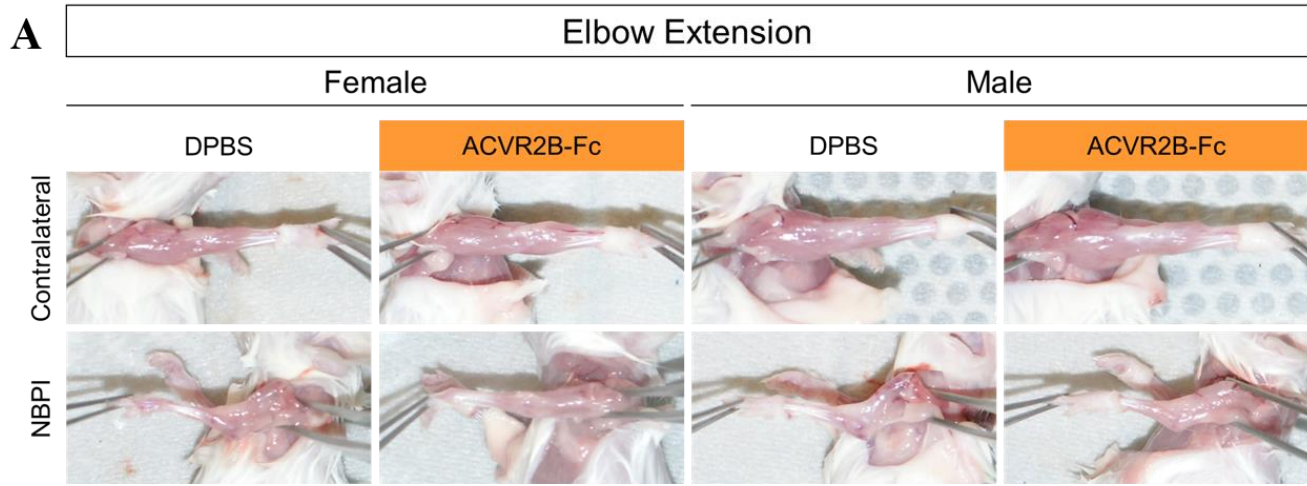 A
Elbow Extension
Female Male
DPBS ACVR2B-Fc DPBS ACVR2B-Fc
Contralateral
NBPI